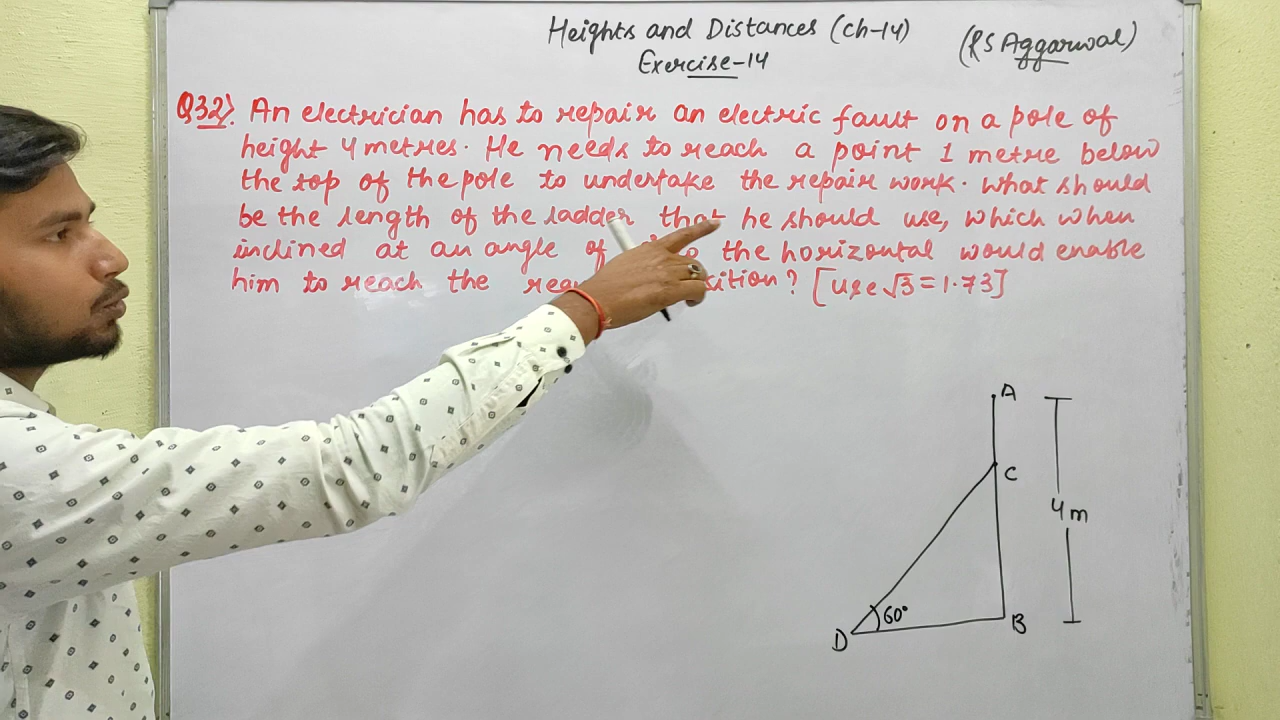 Heights and Distances (Ch-14) (RS Aggarwal)
Exercise-14
Q32). An electrician has to repair an electric fault on a pole of
height 4 metres. He needs to reach a point 1 metre below
the top of the pole to undertake the repair work. What should
be the length of the ladder that he should use, which when
inclined at an angle of the horizontal would enable
him to reach the position? [use √3 = 1.73]
A
C
4m
60°
B
D